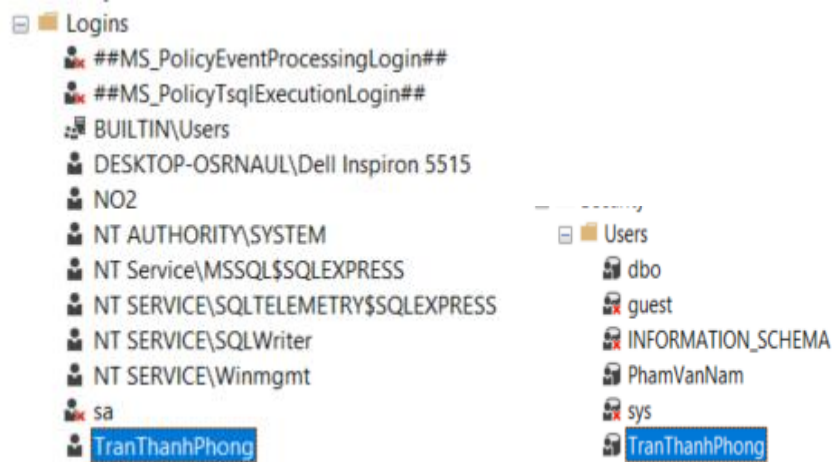 Logins
##MS_PolicyEventProcessingLogin##
##MS_PolicyTsqlExecutionLogin##
BUILTIN\Users
DESKTOP-OSRNAUL\Dell Inspiron 5515
NO2
NT AUTHORITY\SYSTEM
NT Service\MSSQL$SQLEXPRESS
NT SERVICE\SQLTELEMETRY$SQLEXPRESS
NT SERVICE\SQLWriter
NT SERVICE\Winmgmt
sa
TranThanhPhong
Users
dbo
guest
INFORMATION_SCHEMA
PhamVanNam
sys
TranThanhPhong